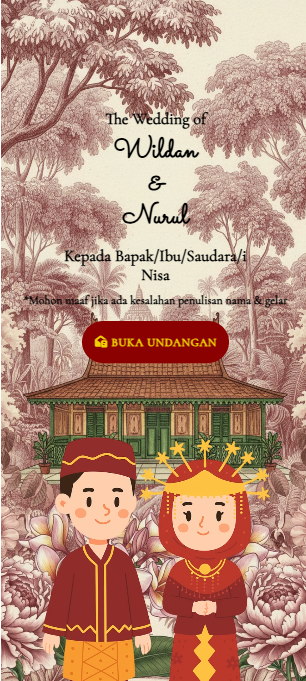 The Wedding of
Wildan
&
Nurul
Kepada Bapak/Ibu/Saudara/i
Nisa
*Mohon maaf jika ada kesalahan penulisan nama & gelar
BUKA UNDANGAN